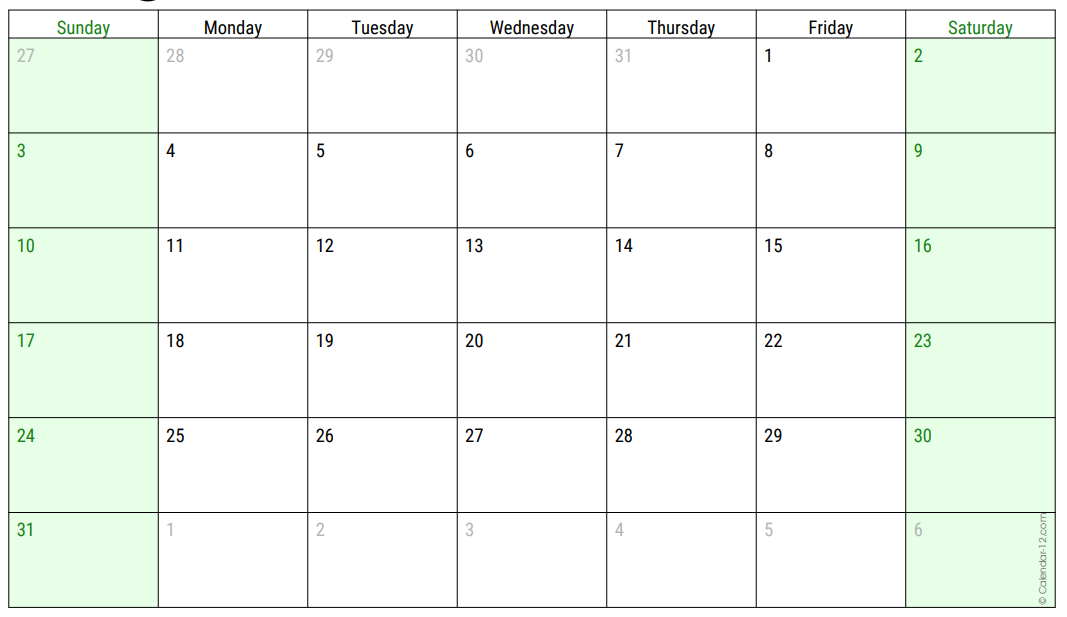 Sunday Monday Tuesday Wednesday Thursday Friday Saturday
27 28 29 30 31 1 2
3 4 5 6 7 8 9
10 11 12 13 14 15 16
17 18 19 20 21 22 23
24 25 26 27 28 29 30
31 1 2 3 4 5 6
© Calendar-12.com